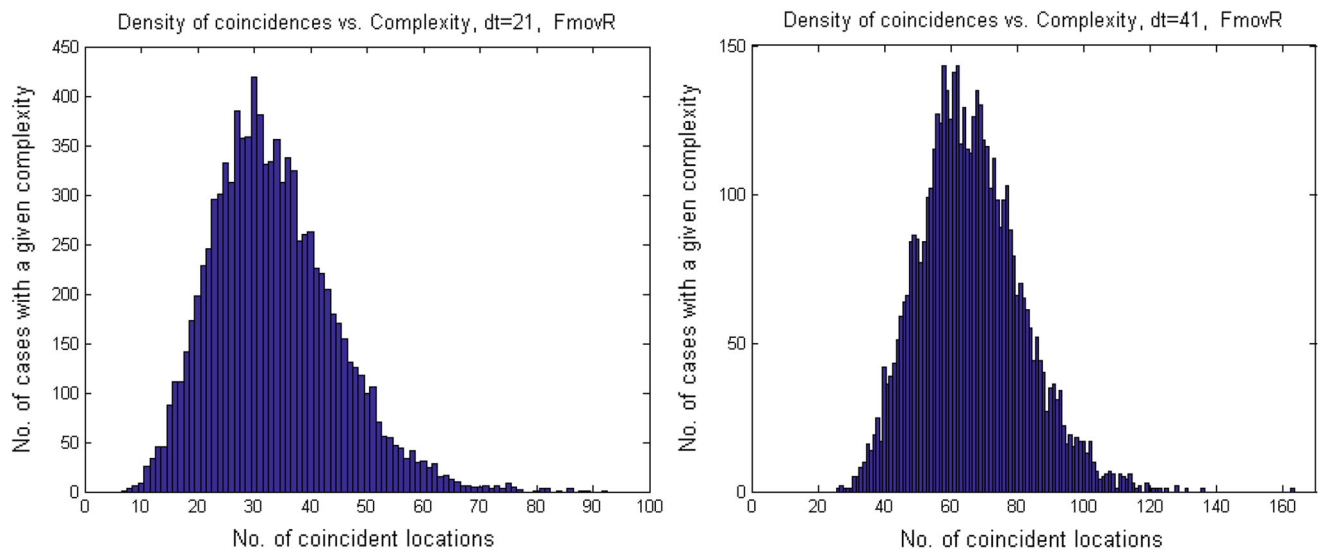 Density of coincidences vs. Complexity, dt=21, FmovR
No. of cases with a given complexity
450
400
350
300
250
200
150
100
50
0
0 10 20 30 40 50 60 70 80 90 100
No. of coincident locations
Density of coincidences vs. Complexity, dt=41, FmovR
No. of cases with a given complexity
150
100
50
0
0 20 40 60 80 100 120 140 160
No. of coincident locations